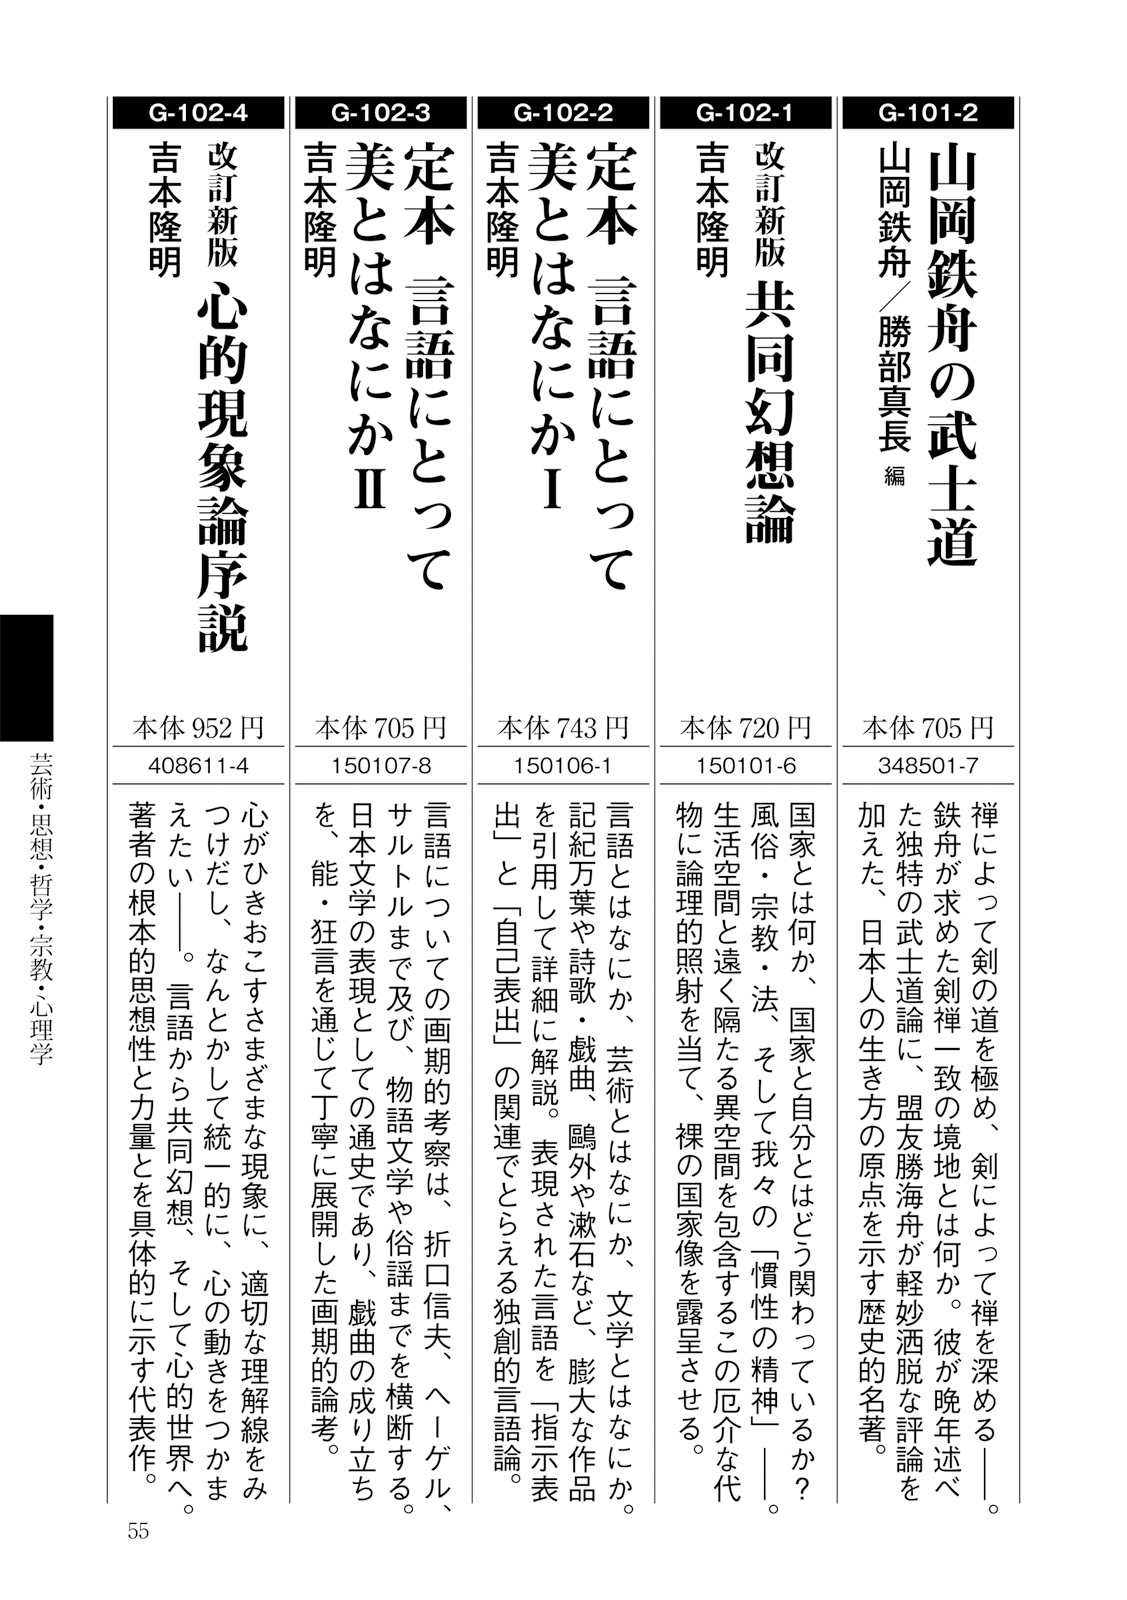 G-101-2
山岡鉄舟の武士道
山岡鉄舟／勝部真長 編
本体 705 円
348501-7
禅によって剣の道を極め、剣によって禅を深める――。
鉄舟が求めた剣禅一致の境地とは何か。彼が晩年述べ
た独特の武士道論に、盟友勝海舟が軽妙洒脱な評論を
加えた、日本人の生き方の原点を示す歴史的名著。
G-102-1
改訂新版 共同幻想論
吉本隆明
本体 720 円
150101-6
国家とは何か、国家と自分とはどう関わっているか？
風俗・宗教・法、そして我々の「慣性の精神」――。
生活空間と遠く隔たる異空間を包含するこの厄介な代
物に論理的照射を当て、裸の国家像を露呈させる。
G-102-2
定本 言語にとって
美とはなにかⅠ
吉本隆明
本体 743 円
150106-1
言語とはなにか、芸術とはなにか、文学とはなにか。
記紀万葉や詩歌・戯曲、鷗外や漱石など、膨大な作品
を引用して詳細に解説。表現された言語を「指示表
出」と「自己表出」の関連でとらえる独創的言語論。
G-102-3
定本 言語にとって
美とはなにかⅡ
吉本隆明
本体 705 円
150107-8
言語についての画期的考察は、折口信夫、ヘーゲル、
サルトルまで及び、物語文学や俗謡までを横断する。
日本文学の表現としての通史であり、戯曲の成り立ち
を、能・狂言を通じて丁寧に展開した画期的論考。
G-102-4
改訂新版 心的現象論序説
吉本隆明
本体 952 円
408611-4
心がひきおこすさまざまな現象に、適切な理解線をみ
つけだし、なんとかして統一的に、心の動きをつかま
えたい――。言語から共同幻想、そして心的世界へ。
著者の根本的思想性と力量とを具体的に示す代表作。
芸術・思想・哲学・宗教・心理学
55